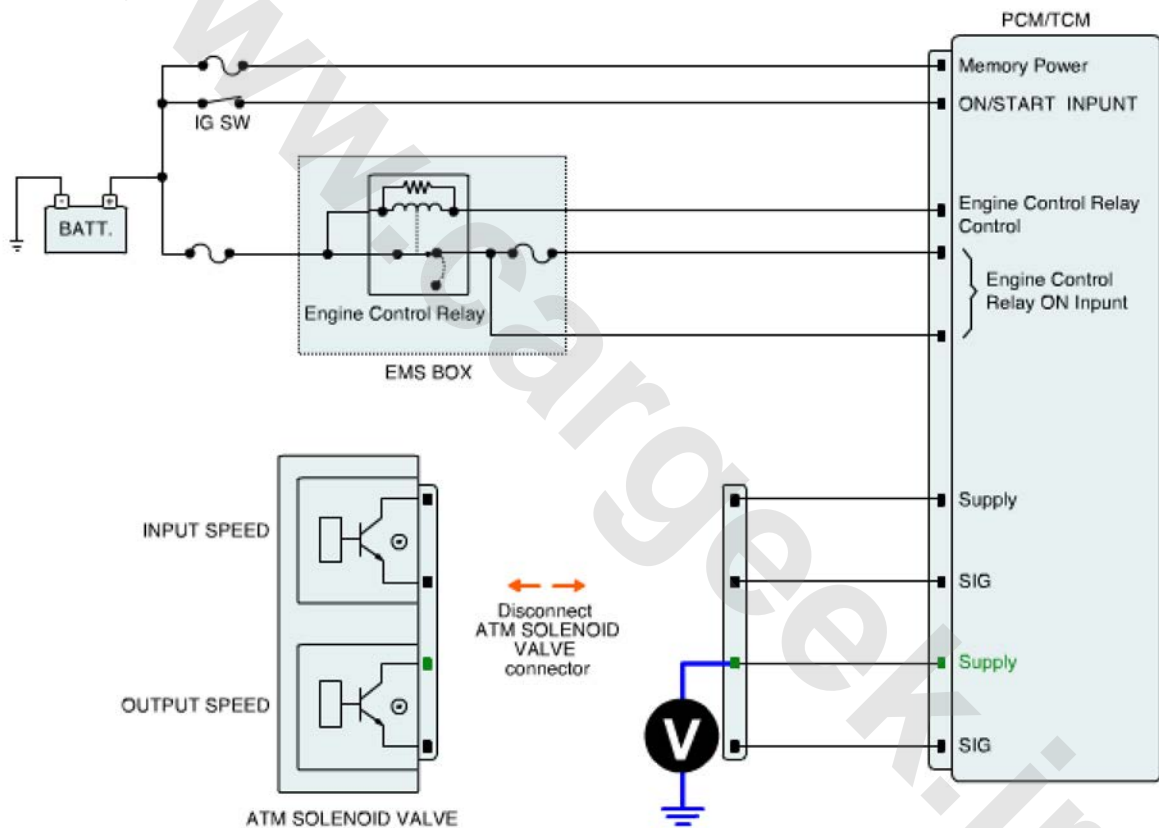 PCM/TCM
Memory Power
ON/START INPUNT
IG SW
BATT.
- +
Engine Control Relay
Control
Engine Control
Relay ON Inpunt
Engine Control Relay
EMS BOX
INPUT SPEED
OUTPUT SPEED
ATM SOLENOID VALVE
Disconnect
ATM SOLENOID
VALVE
connector
V
Supply
SIG
Supply
SIG
www.cargeek.ir